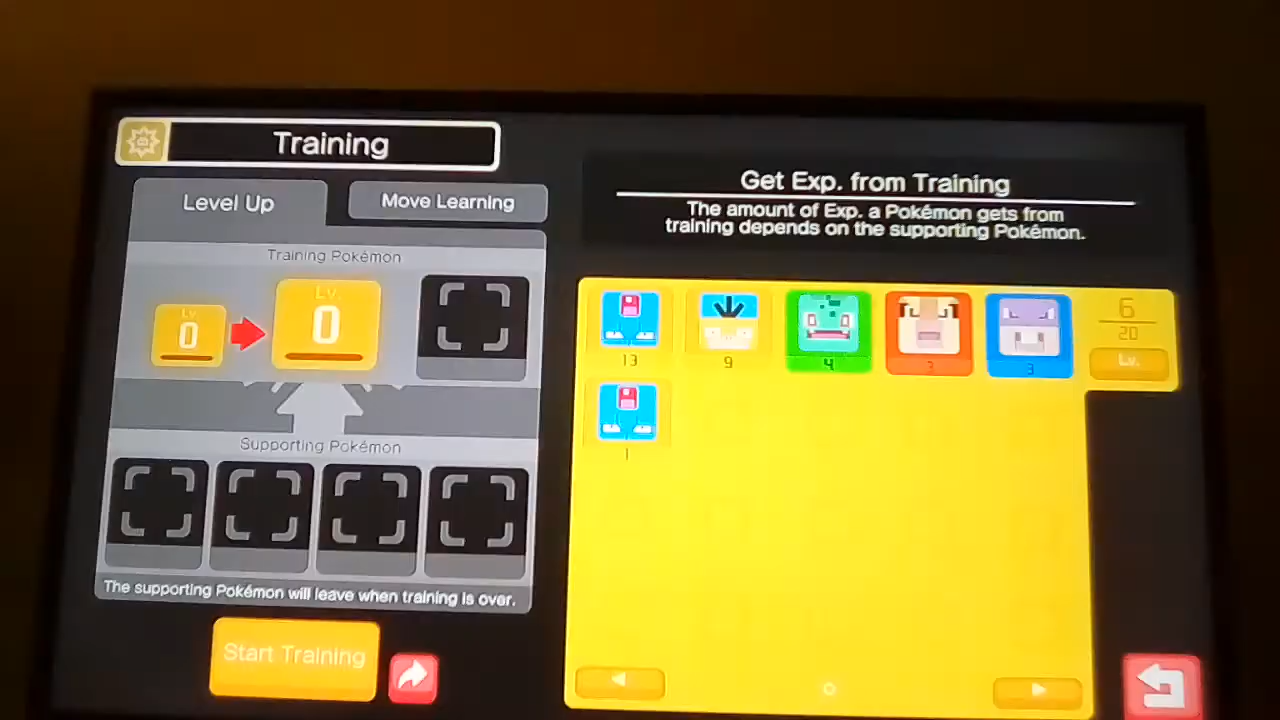 Training
Level Up
Move Learning
Training Pokémon
Lv.
0
Lv.
0
Supporting Pokémon
The supporting Pokémon will leave when training is over.
Start Training
Get Exp. from Training
The amount of Exp. a Pokémon gets from
training depends on the supporting Pokémon.
13
9
4
3
3
6
20
Lv.
1